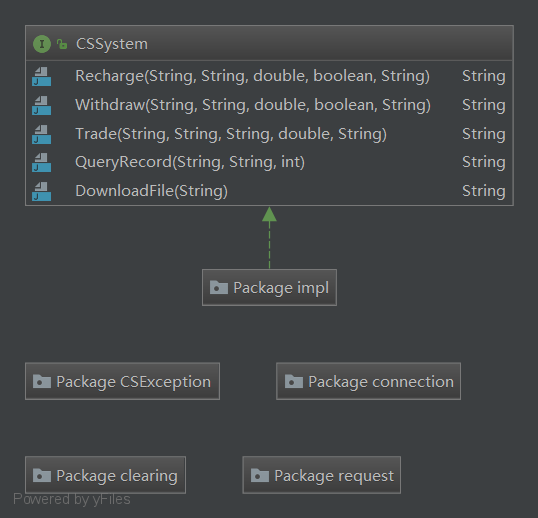 CSSystem
Recharge(String, String, double, boolean, String) String
Withdraw(String, String, double, boolean, String) String
Trade(String, String, String, double, String) String
QueryRecord(String, String, int) String
DownloadFile(String) String
Package impl
Package CSEception Package connection
Package clearing Package request
Powered by yFiles